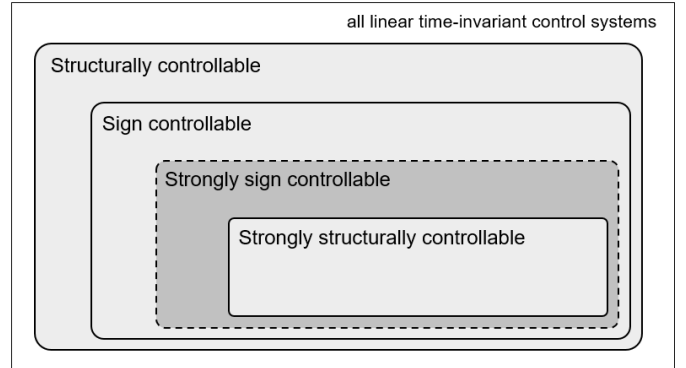 all linear time-invariant control systems
Structurally controllable
Sign controllable
Strongly sign controllable
Strongly structurally controllable